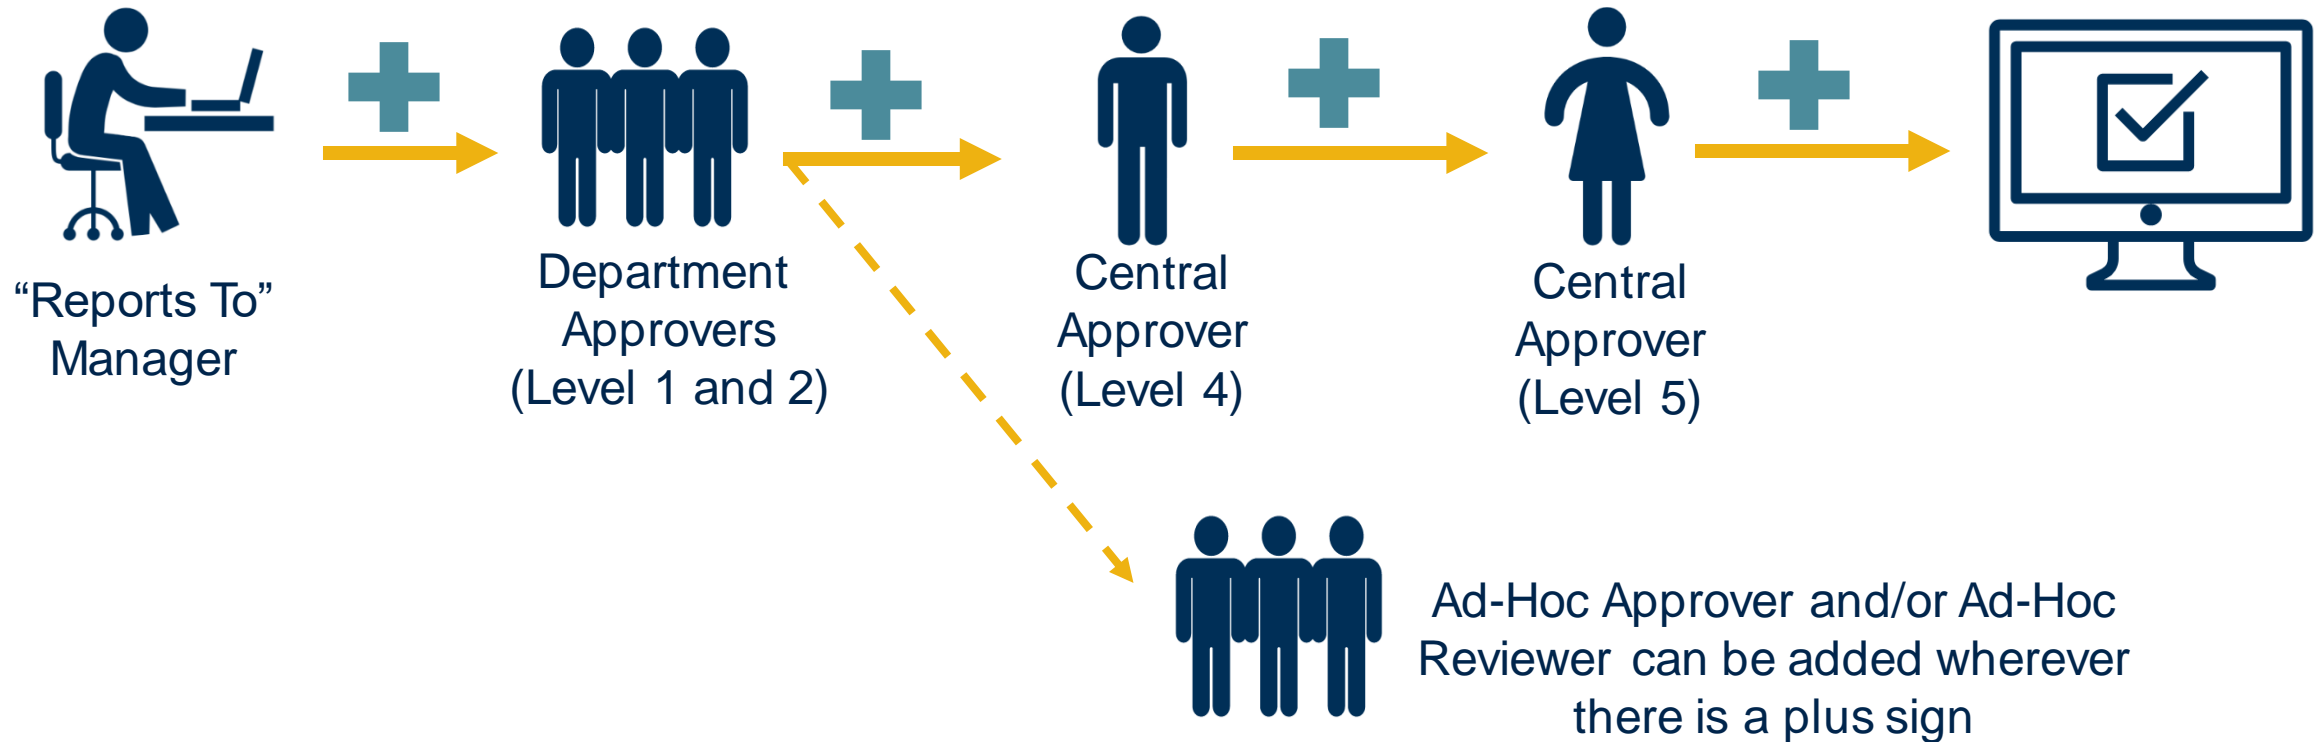 “Reports To”
Manager
Department
Approvers
(Level 1 and 2)
Central
Approver
(Level 4)
Central
Approver
(Level 5)
Ad-Hoc Approver and/or Ad-Hoc
Reviewer can be added wherever
there is a plus sign